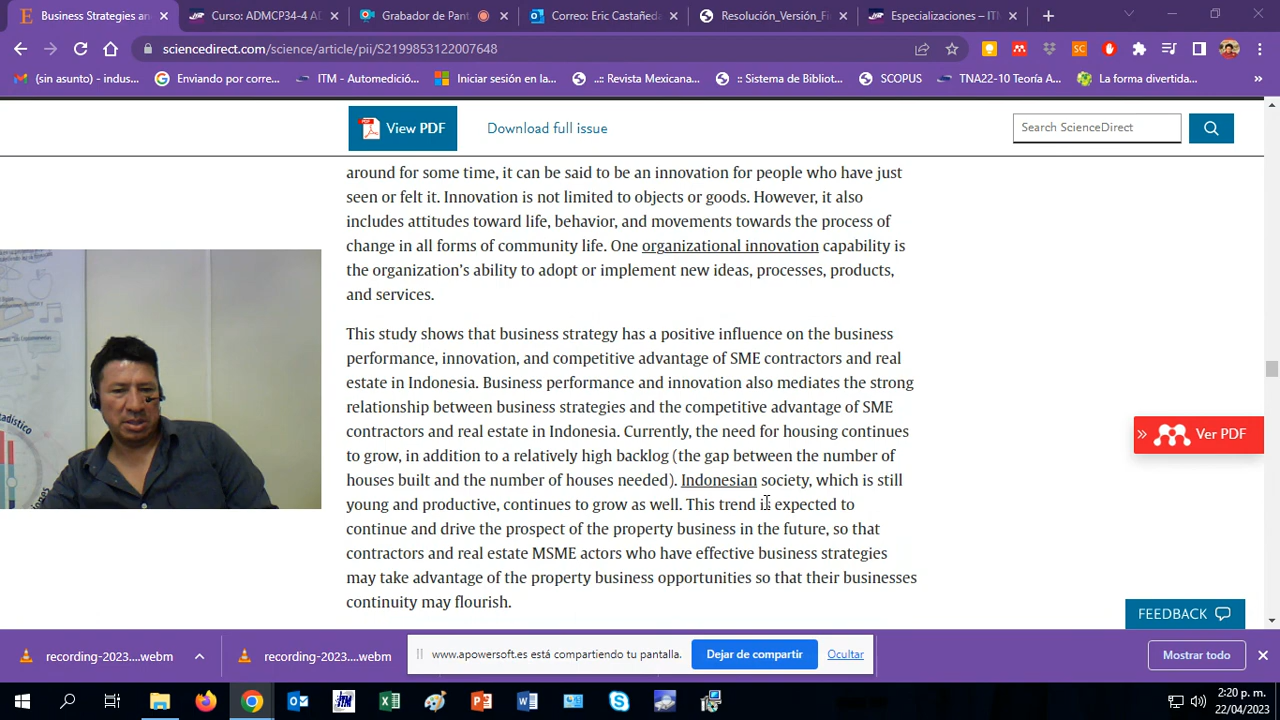 Business Strategies an
Curso: ADMCP34-4 AD
Grabador de Pant
Correo: Eric Castañeda
Resolución_Versión_Fi
Especializaciones – ITM
sciencedirect.com/science/article/pii/S2199853122007648
(sin asunto) - indus...
Enviando por corre...
ITM - Automedició...
Iniciar sesión en la...
..:: Revista Mexicana...
:: Sistema de Bibliot...
SCOPUS
TNA22-10 Teoría A...
La forma divertida...
View PDF
Download full issue
Search ScienceDirect
around for some time, it can be said to be an innovation for people who have just
seen or felt it. Innovation is not limited to objects or goods. However, it also
includes attitudes toward life, behavior, and movements towards the process of
change in all forms of community life. One organizational innovation capability is
the organization's ability to adopt or implement new ideas, processes, products,
and services.
This study shows that business strategy has a positive influence on the business
performance, innovation, and competitive advantage of SME contractors and real
estate in Indonesia. Business performance and innovation also mediates the strong
relationship between business strategies and the competitive advantage of SME
contractors and real estate in Indonesia. Currently, the need for housing continues
to grow, in addition to a relatively high backlog (the gap between the number of
houses built and the number of houses needed). Indonesian society, which is still
young and productive, continues to grow as well. This trend is expected to
continue and drive the prospect of the property business in the future, so that
contractors and real estate MSME actors who have effective business strategies
may take advantage of the property business opportunities so that their businesses
continuity may flourish.
Ver PDF
FEEDBACK
recording-2023....webm
recording-2023....webm
www.apowersoft.es está compartiendo tu pantalla.
Dejar de compartir
Ocultar
Mostrar todo
2:20 p. m.
22/04/2023